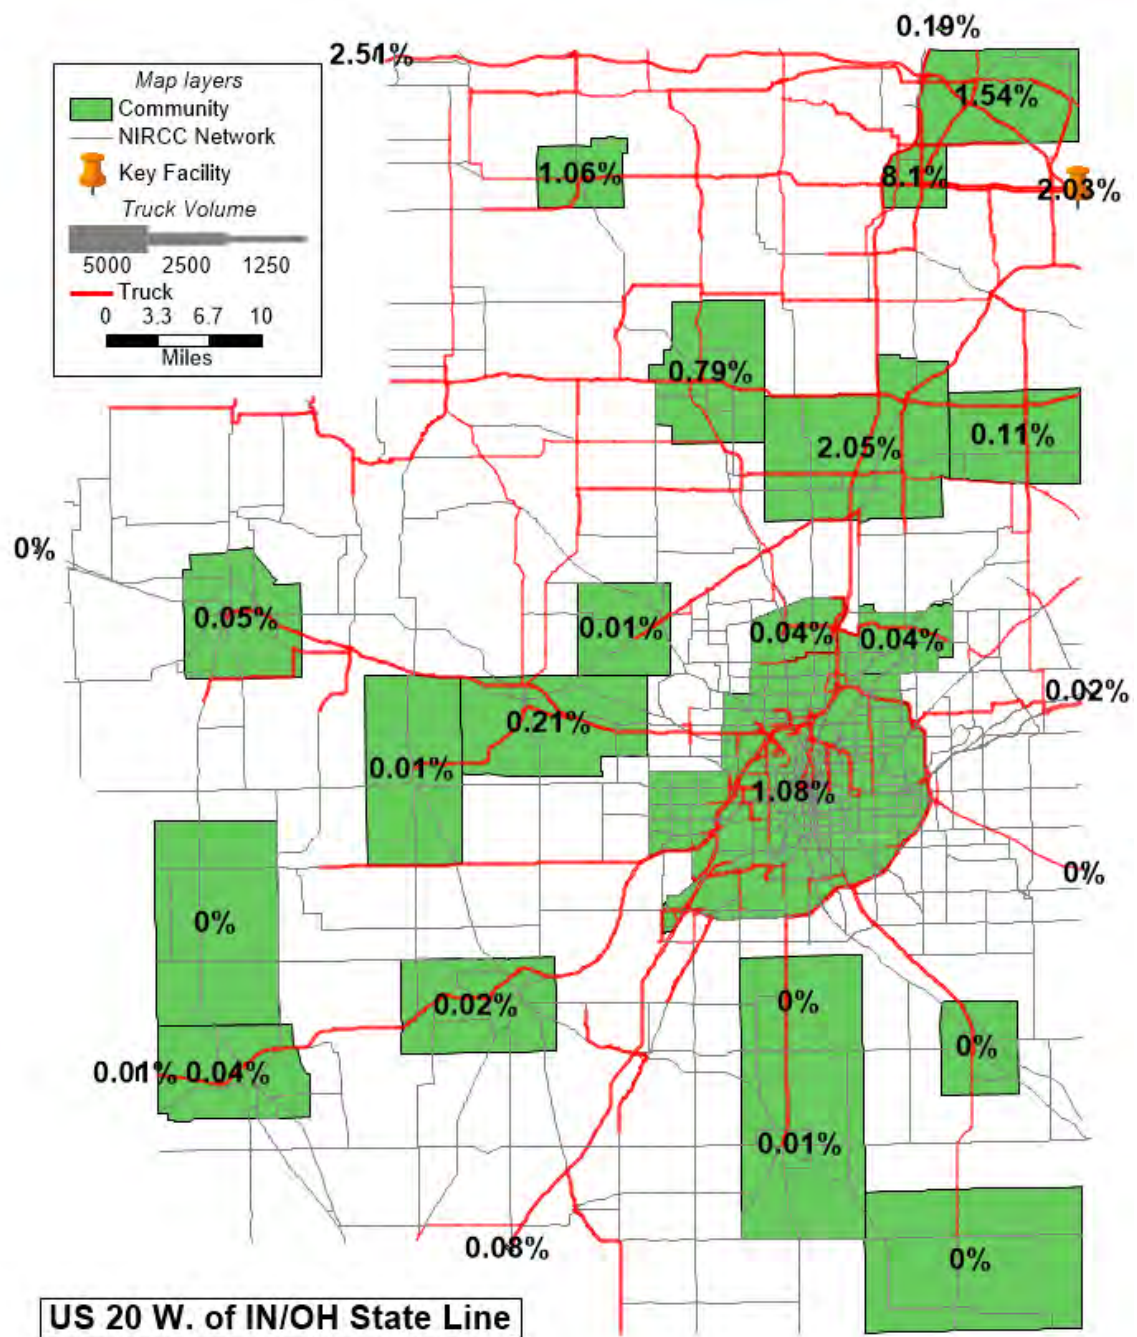 0.19%
2.51%
Map layers
Community
NIRCC Network
Key Facility
Truck Volume
5000 2500 1250
Truck
0 3.3 6.7 10
Miles
1.54%
1.06%
8.1%
2.03%
0.79%
2.05%
0.11%
0%
0.05%
0.01%
0.04%
0.04%
0.02%
0.21%
0.01%
1.08%
0%
0%
0.02%
0%
0%
0.01%
0.04%
0.01%
0.08%
0%
US 20 W. of IN/OH State Line